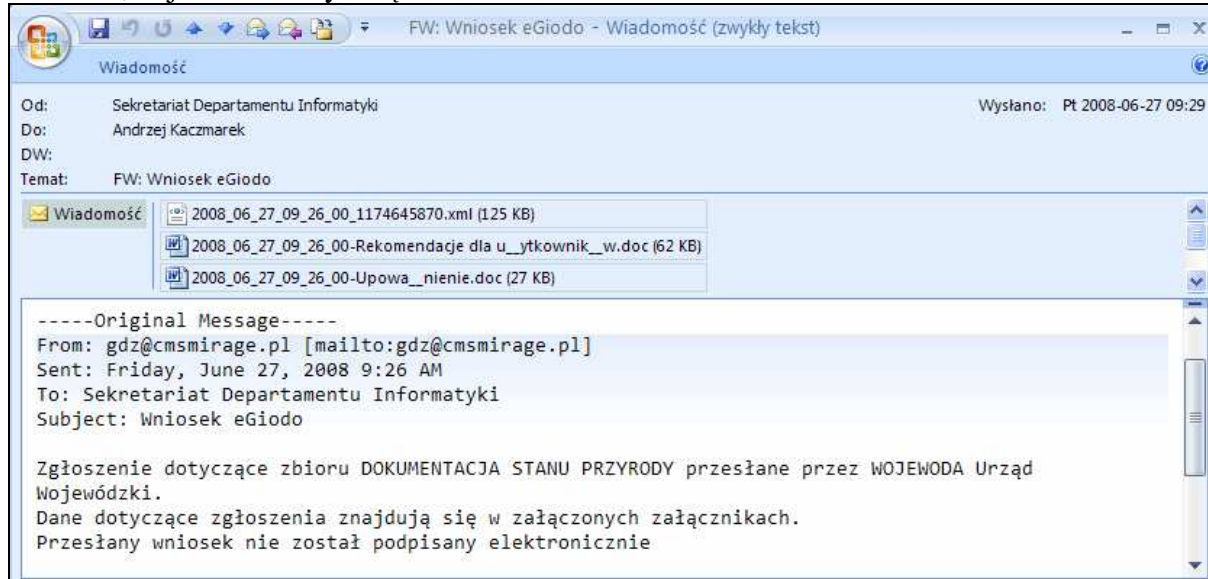 FW: Wniosek eGiodo - Wiadomość (zwykły tekst)
Wiadomość
Od: Sekretariat Departamentu Informatyki Wysłano: Pt 2008-06-27 09:29
Do: Andrzej Kaczmarek
DW:
Temat: FW: Wniosek eGiodo
Wiadomość 2008_06_27_09_26_00_1174645870.xml (125 KB)
2008_06_27_09_26_00-Rekomendacje dla u__ytkownik__w.doc (62 KB)
2008_06_27_09_26_00-Upowa__nienie.doc (27 KB)
-----Original Message-----
From: gdz@cmsmirage.pl [mailto:gdz@cmsmirage.pl]
Sent: Friday, June 27, 2008 9:26 AM
To: Sekretariat Departamentu Informatyki
Subject: Wniosek eGiodo
Zgłoszenie dotyczące zbioru DOKUMENTACJA STANU PRZYRODY przesłane przez WOJEWODA Urząd
Wojewódzki.
Dane dotyczące zgłoszenia znajdują się w załączonych załącznikach.
Przesłany wniosek nie został podpisany elektronicznie